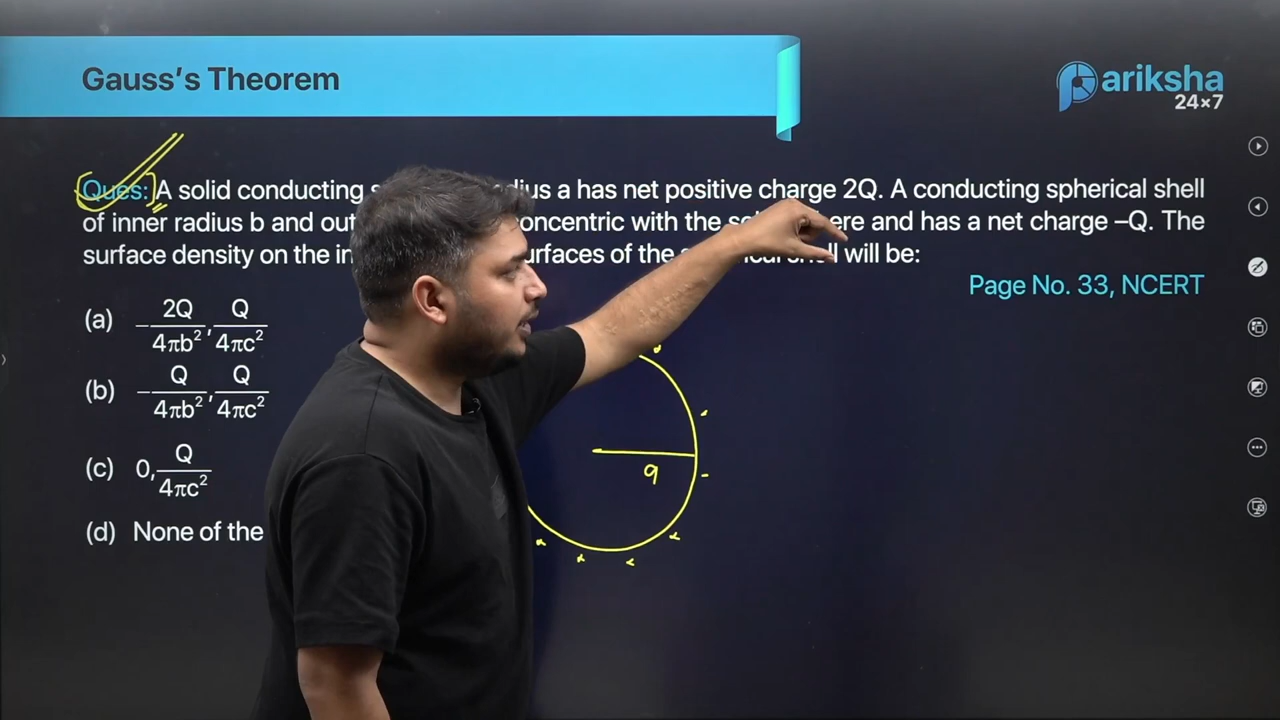 Gauss's Theorem
Pariksha
24×7
Ques: A solid conducting dius a has net positive charge 2Q. A conducting spherical shell
of inner radius b and out oncentric with the ere and has a net charge –Q. The
surface density on the in urfaces of the shell will be:
Page No. 33, NCERT
(a) -2Q/4πb², Q/4πc²
(b) -Q/4πb², Q/4πc²
(c) 0, Q/4πc²
(d) None of the
a